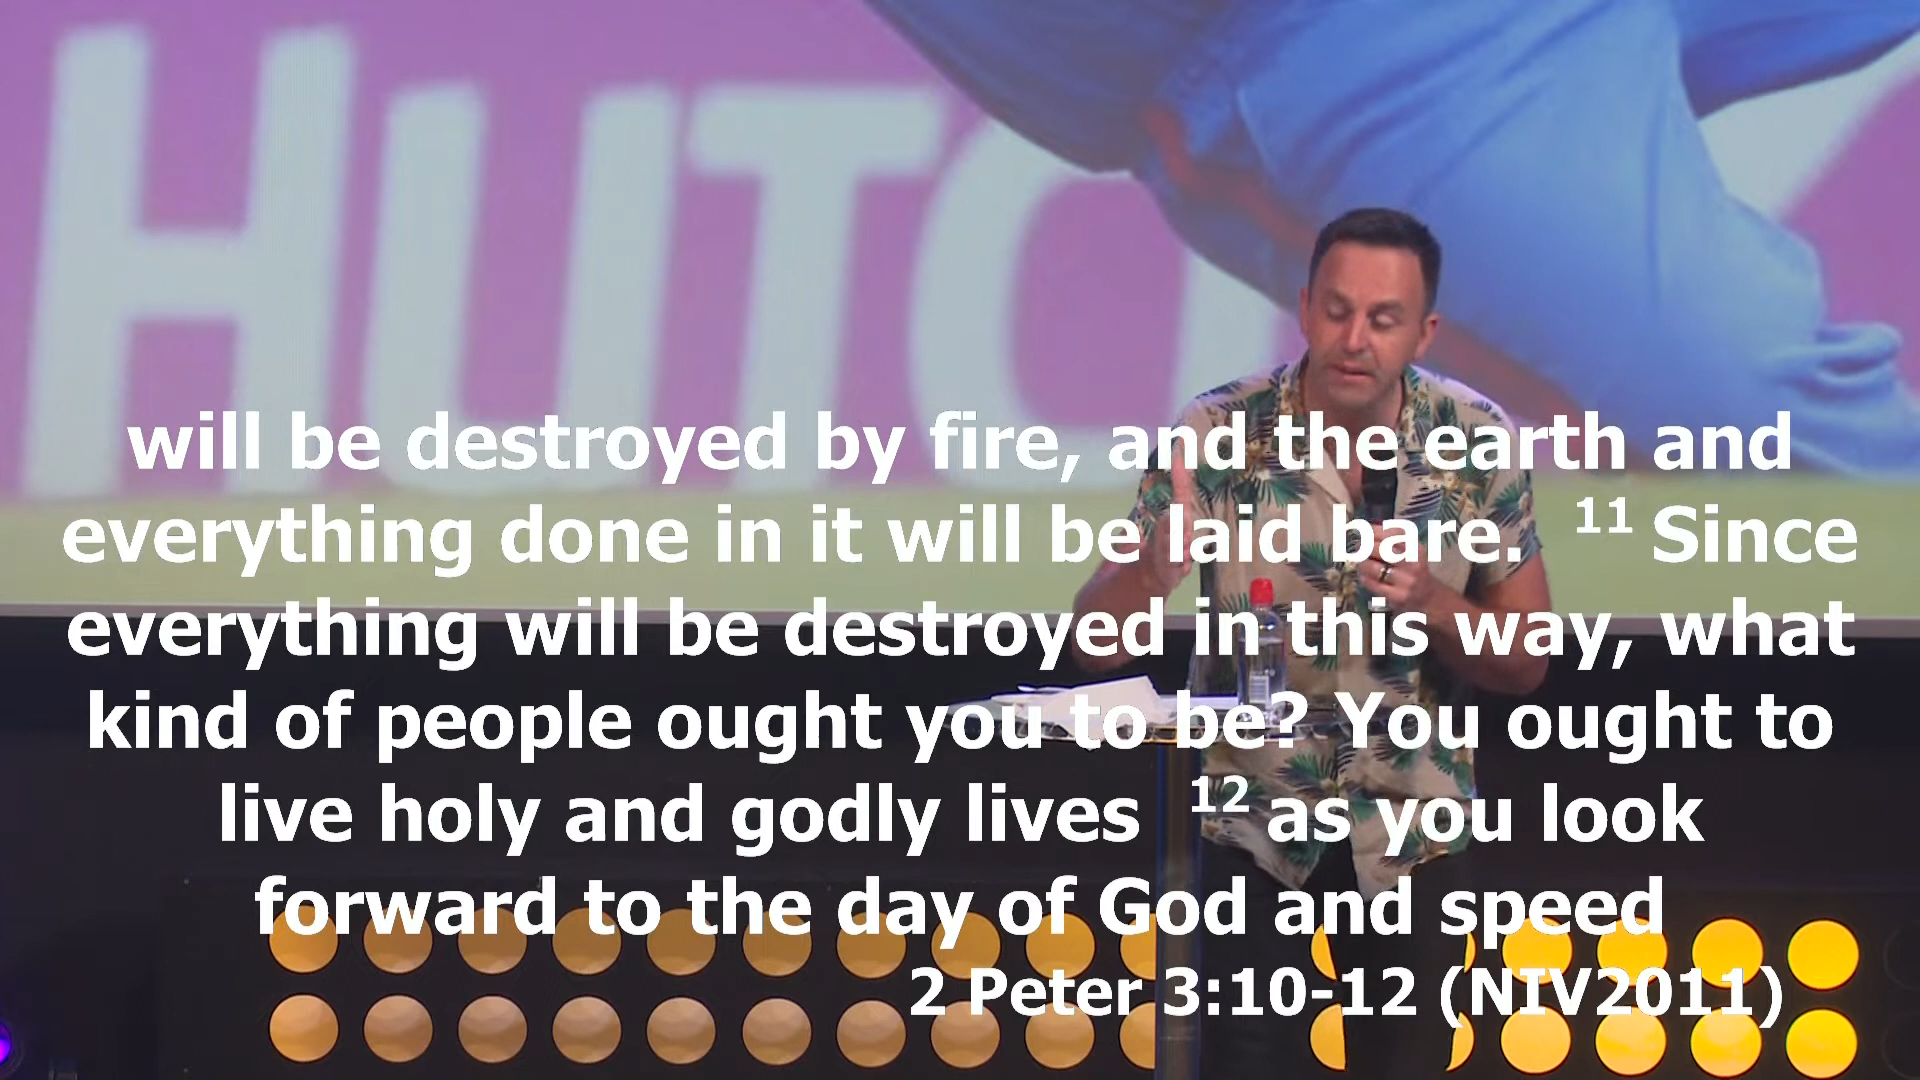 HUTC
will be destroyed by fire, and the earth and
everything done in it will be laid bare. 11 Since
everything will be destroyed in this way, what
kind of people ought you to be? You ought to
live holy and godly lives 12 as you look
forward to the day of God and speed
2 Peter 3:10-12 (NIV2011)